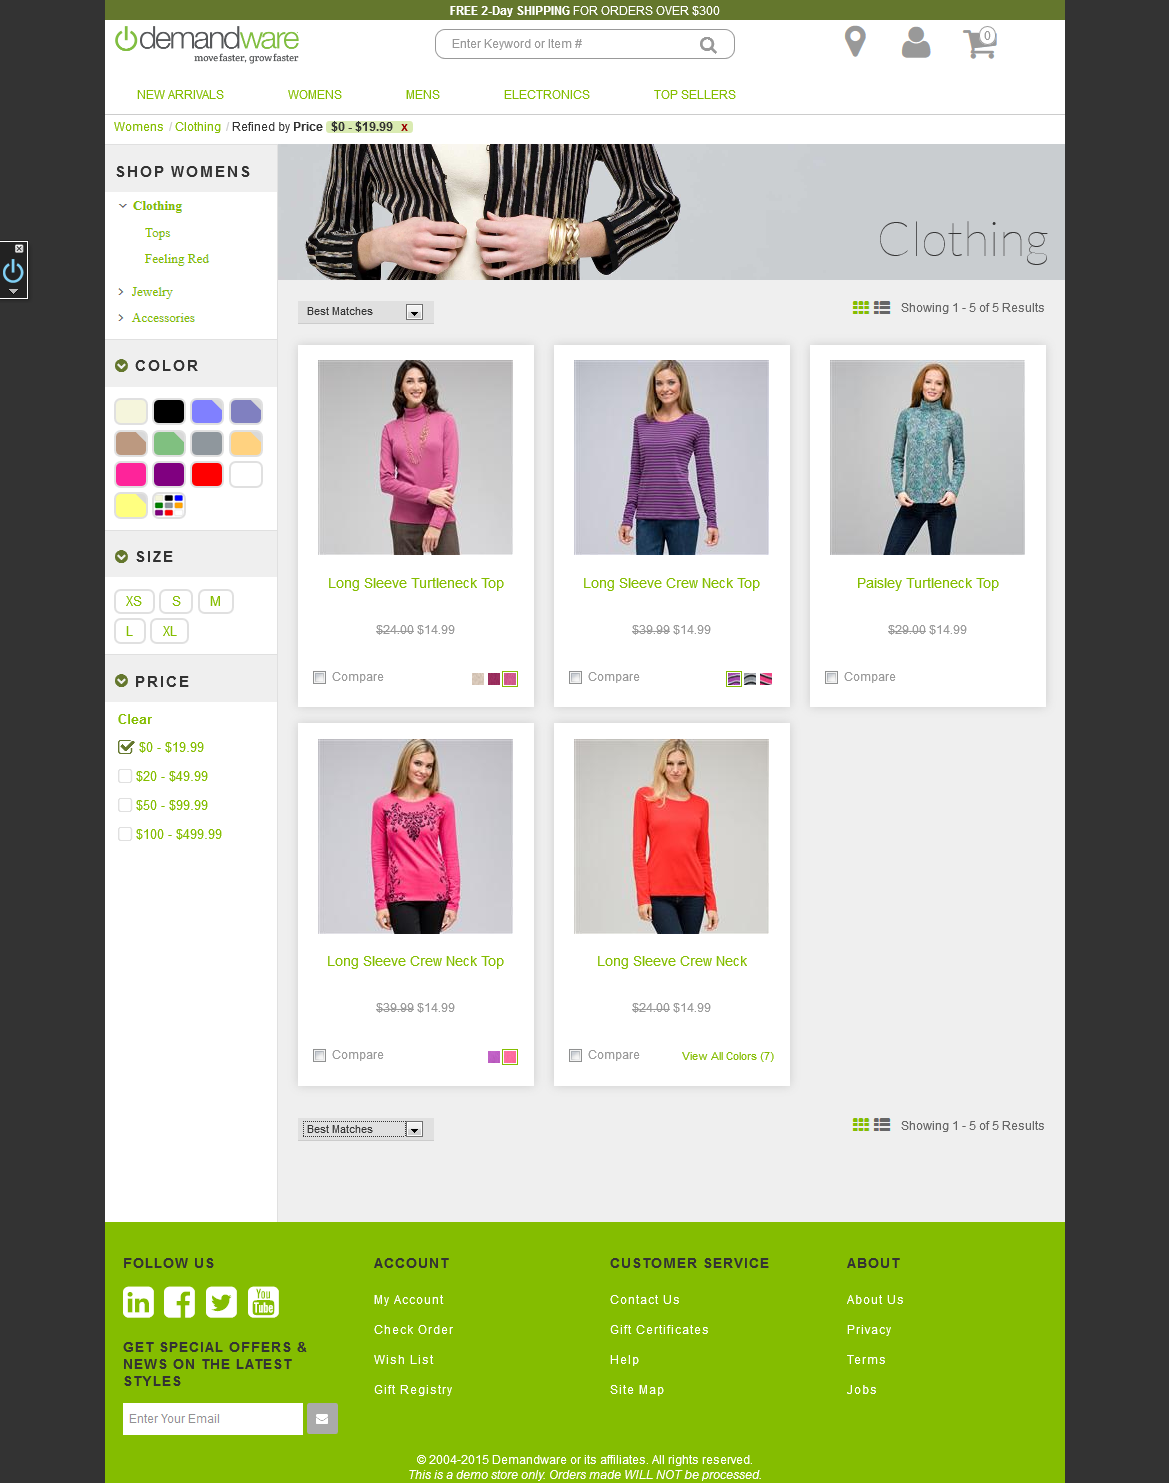 FREE 2-Day SHIPPING FOR ORDERS OVER $300
demandware
move faster, grow faster
Enter Keyword or Item #
0
NEW ARRIVALS WOMENS MENS ELECTRONICS TOP SELLERS
Womens / Clothing / Refined by Price $0 - $19.99 x
SHOP WOMENS
Clothing
Tops
Feeling Red
Jewelry
Accessories
COLOR
SIZE
XS S M
L XL
PRICE
Clear
$0 - $19.99
$20 - $49.99
$50 - $99.99
$100 - $499.99
Clothing
Best Matches
Showing 1 - 5 of 5 Results
Long Sleeve Turtleneck Top
$24.00 $14.99
Compare
Long Sleeve Crew Neck Top
$39.99 $14.99
Compare
Paisley Turtleneck Top
$29.00 $14.99
Compare
Long Sleeve Crew Neck Top
$39.99 $14.99
Compare
Long Sleeve Crew Neck
$24.00 $14.99
Compare
View All Colors (7)
Best Matches
Showing 1 - 5 of 5 Results
FOLLOW US
in
You
Tube
GET SPECIAL OFFERS &
NEWS ON THE LATEST
STYLES
Enter Your Email
ACCOUNT
My Account
Check Order
Wish List
Gift Registry
CUSTOMER SERVICE
Contact Us
Gift Certificates
Help
Site Map
ABOUT
About Us
Privacy
Terms
Jobs
© 2004-2015 Demandware or its affiliates. All rights reserved.
This is a demo store only. Orders made WILL NOT be processed.